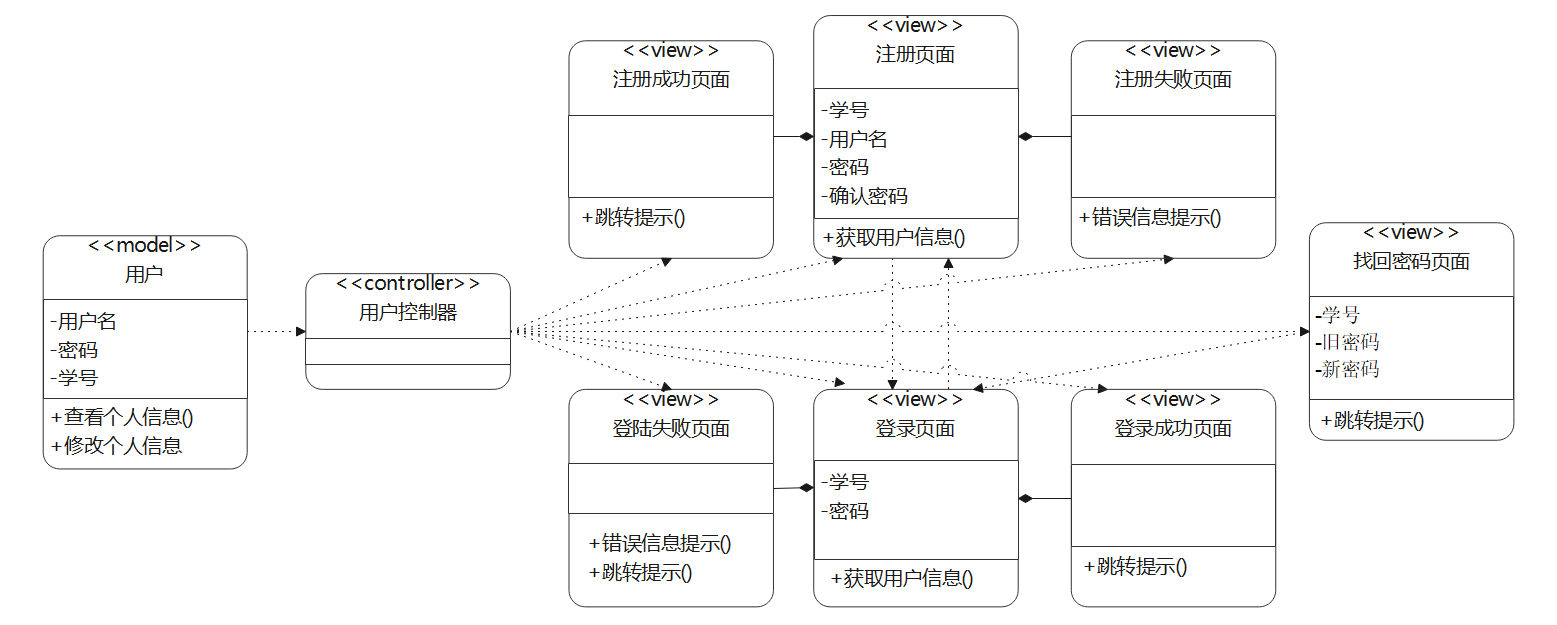 <<model>>
用户
-用户名
-密码
-学号
+查看个人信息()
+修改个人信息
<<controller>>
用户控制器
<<view>>
注册成功页面
+跳转提示()
<<view>>
注册页面
-学号
-用户名
-密码
-确认密码
+获取用户信息()
<<view>>
注册失败页面
+错误信息提示()
<<view>>
登陆失败页面
+错误信息提示()
+跳转提示()
<<view>>
登录页面
-学号
-密码
+获取用户信息()
<<view>>
登录成功页面
+跳转提示()
<<view>>
找回密码页面
-学号
-旧密码
-新密码
+跳转提示()